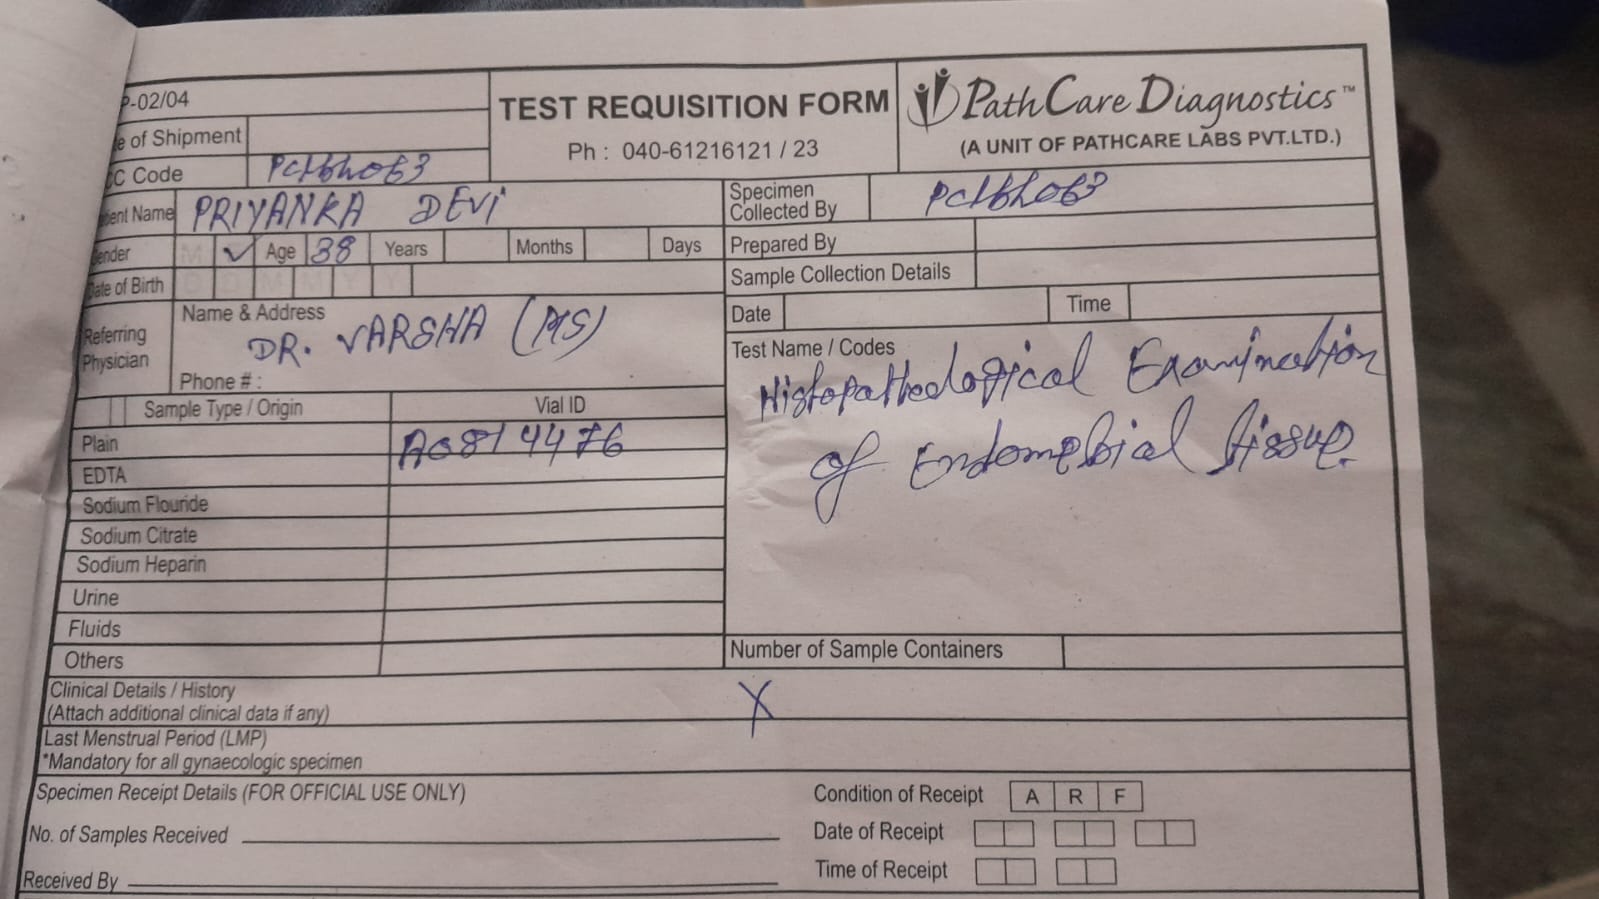 P-02/04
TEST REQUISITION FORM
Ph : 040-61216121 / 23
PathCare Diagnostics™
(A UNIT OF PATHCARE LABS PVT.LTD.)
e of Shipment
CC Code
ient Name PRIYANKA DEVI
Specimen
Collected By
ender M ✓ Age 38 Years Months Days
Prepared By
Date of Birth D D M M Y Y
Sample Collection Details
Date Time
Referring
Physician
Name & Address
DR. VARSHA (MS)
Phone # :
Test Name / Codes
Histopathological Examination
of Endometrial tissue.
Sample Type / Origin Vial ID
Plain A0814476
EDTA
Sodium Flouride
Sodium Citrate
Sodium Heparin
Urine
Fluids
Others
Number of Sample Containers
Clinical Details / History
(Attach additional clinical data if any)
X
Last Menstrual Period (LMP)
*Mandatory for all gynaecologic specimen
Specimen Receipt Details (FOR OFFICIAL USE ONLY)
Condition of Receipt A R F
No. of Samples Received
Date of Receipt
Received By
Time of Receipt